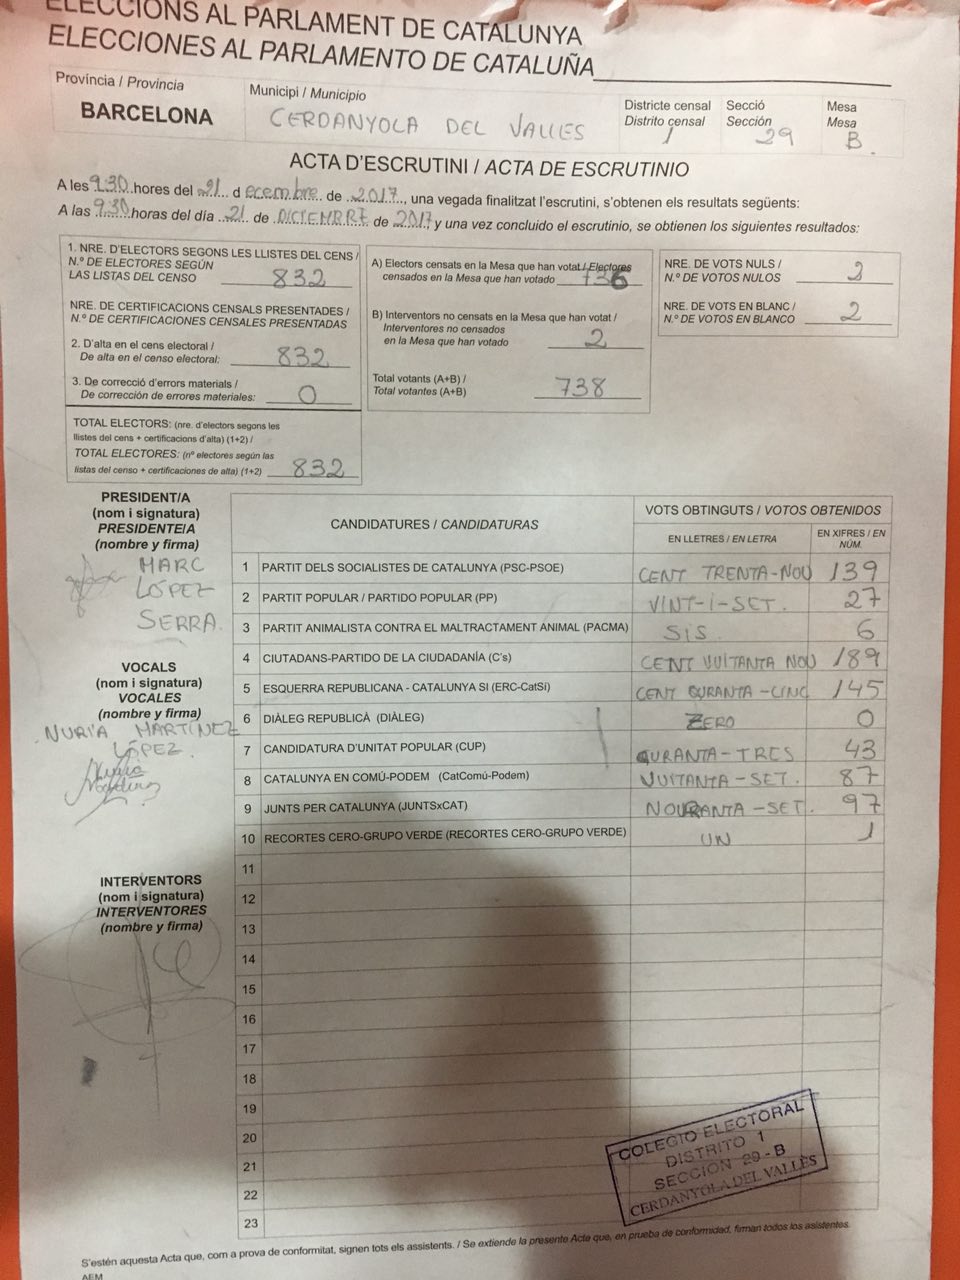 ELECCIONS AL PARLAMENT DE CATALUNYA
ELECCIONES AL PARLAMENTO DE CATALUÑA
Província / Provincia
BARCELONA
Municipi / Municipio
CERDANYOLA DEL VALLES
Districte censal
Distrito censal
1
Secció
Sección
29
Mesa
Mesa
B.
ACTA D'ESCRUTINI / ACTA DE ESCRUTINIO
A les 9:30 hores del 21 d ecembre de 2017, una vegada finalitzat l'escrutini, s'obtenen els resultats següents:
A las 9:30 horas del día 21 de DICIEMRRE de 2017 y una vez concluido el escrutinio, se obtienen los siguientes resultados:
1. NRE. D'ELECTORS SEGONS LES LLISTES DEL CENS /
N.º DE ELECTORES SEGÚN
LAS LISTAS DEL CENSO 832
NRE. DE CERTIFICACIONS CENSALS PRESENTADES /
N.º DE CERTIFICACIONES CENSALES PRESENTADAS
2. D'alta en el cens electoral /
De alta en el censo electoral: 832
3. De correcció d'errors materials /
De corrección de errores materiales: 0
TOTAL ELECTORS: (nre. d'electors segons les
llistes del cens + certificacions d'alta) (1+2) /
TOTAL ELECTORES: (nº electores según las
listas del censo + certificaciones de alta) (1+2) 832
A) Electors censats en la Mesa que han votat / Electores
censados en la Mesa que han votado 736
B) Interventors no censats en la Mesa que han votat /
Interventores no censados
en la Mesa que han votado 2
Total votants (A+B) /
Total votantes (A+B) 738
NRE. DE VOTS NULS /
N.º DE VOTOS NULOS 2
NRE. DE VOTS EN BLANC /
N.º DE VOTOS EN BLANCO 2
PRESIDENT/A
(nom i signatura)
PRESIDENTE/A
(nombre y firma)
MARC
LÓPEZ
SERRA.
VOCALS
(nom i signatura)
VOCALES
(nombre y firma)
NURIA MARTÍNEZ
LÓPEZ
INTERVENTORS
(nom i signatura)
INTERVENTORES
(nombre y firma)
CANDIDATURES / CANDIDATURAS
VOTS OBTINGUTS / VOTOS OBTENIDOS
EN LLETRES / EN LETRA
EN XIFRES / EN
NÚM.
1 PARTIT DELS SOCIALISTES DE CATALUNYA (PSC-PSOE) CENT TRENTA-NOU 139
2 PARTIT POPULAR / PARTIDO POPULAR (PP) VINT-I-SET. 27
3 PARTIT ANIMALISTA CONTRA EL MALTRACTAMENT ANIMAL (PACMA) SIS. 6
4 CIUTADANS-PARTIDO DE LA CIUDADANÍA (C's) CENT VUITANTA NOU 189
5 ESQUERRA REPUBLICANA - CATALUNYA SI (ERC-CatSí) CENT QURANTA-CINC 145
6 DIÀLEG REPUBLICÀ (DIÀLEG) ZERO 0
7 CANDIDATURA D'UNITAT POPULAR (CUP) QURANTA-TRES 43
8 CATALUNYA EN COMÚ-PODEM (CatComú-Podem) VUITANTA-SET. 87
9 JUNTS PER CATALUNYA (JUNTSxCAT) NOURANTA-SET. 97
10 RECORTES CERO-GRUPO VERDE (RECORTES CERO-GRUPO VERDE) UN 1
11
12
13
14
15
16
17
18
19
20
21
22
23
COLEGIO ELECTORAL
DISTRITO 1
SECCION 29-B
CERDANYOLA DEL VALLÈS
S'estén aquesta Acta que, com a prova de conformitat, signen tots els assistents. / Se extiende la presente Acta que, en prueba de conformidad, firman todos los asistentes.
AEM